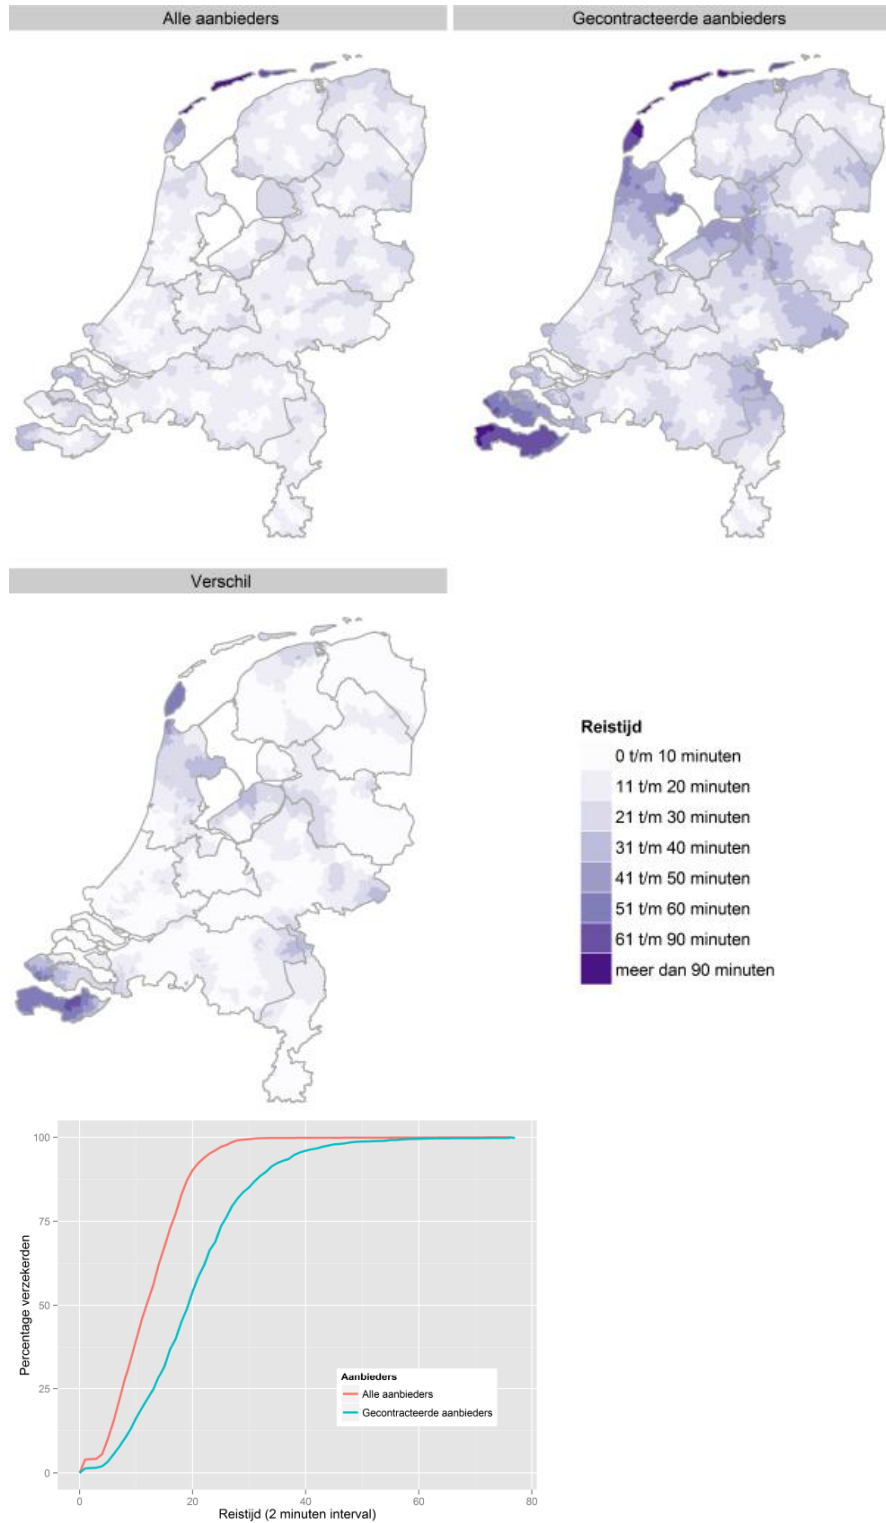 Alle aanbieders
Gecontracteerde aanbieders
Verschil
Reistijd
0 t/m 10 minuten
11 t/m 20 minuten
21 t/m 30 minuten
31 t/m 40 minuten
41 t/m 50 minuten
51 t/m 60 minuten
61 t/m 90 minuten
meer dan 90 minuten
Percentage verzekerden
100
75
50
25
0
Aanbieders
Alle aanbieders
Gecontracteerde aanbieders
0 20 40 60 80
Reistijd (2 minuten interval)